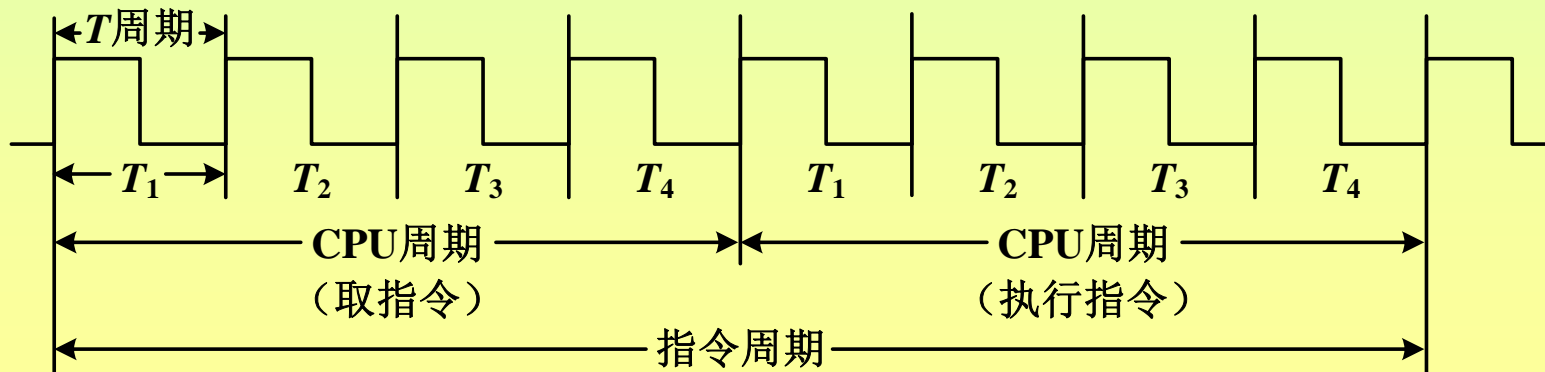 T周期
T₁ T₂ T₃ T₄ T₁ T₂ T₃ T₄
CPU周期 CPU周期
（取指令） （执行指令）
指令周期